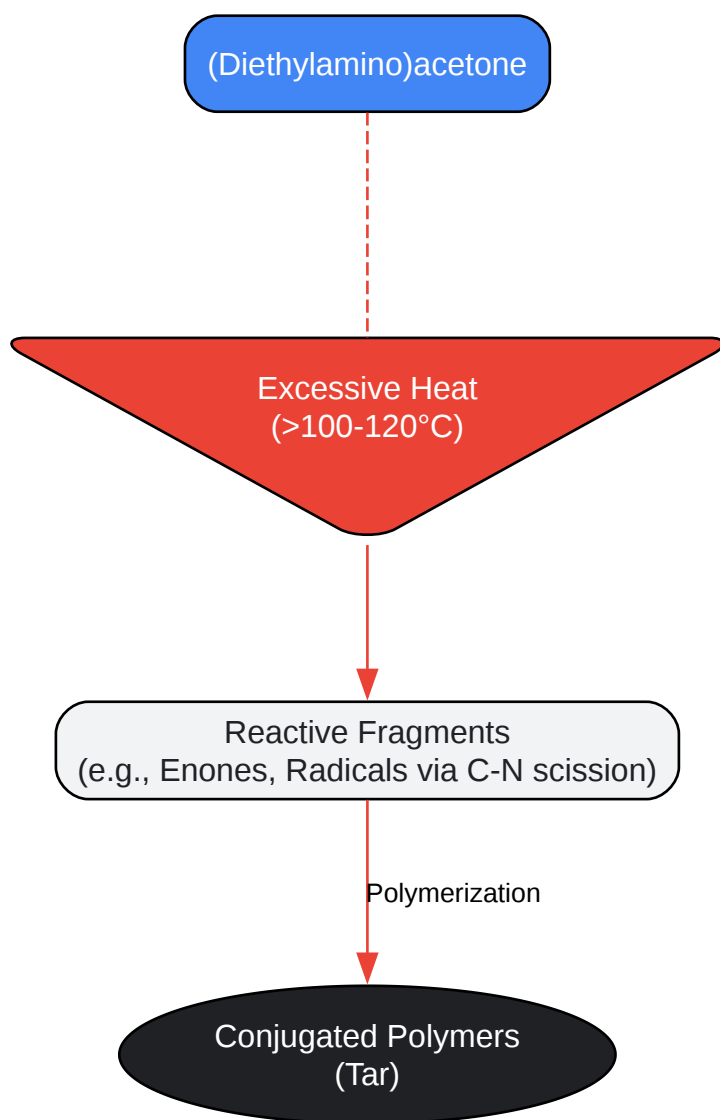 (Diethylamino)acetone
Excessive Heat
(>100-120°C)
Reactive Fragments
(e.g., Enones, Radicals via C-N scission)
Polymerization
Conjugated Polymers
(Tar)